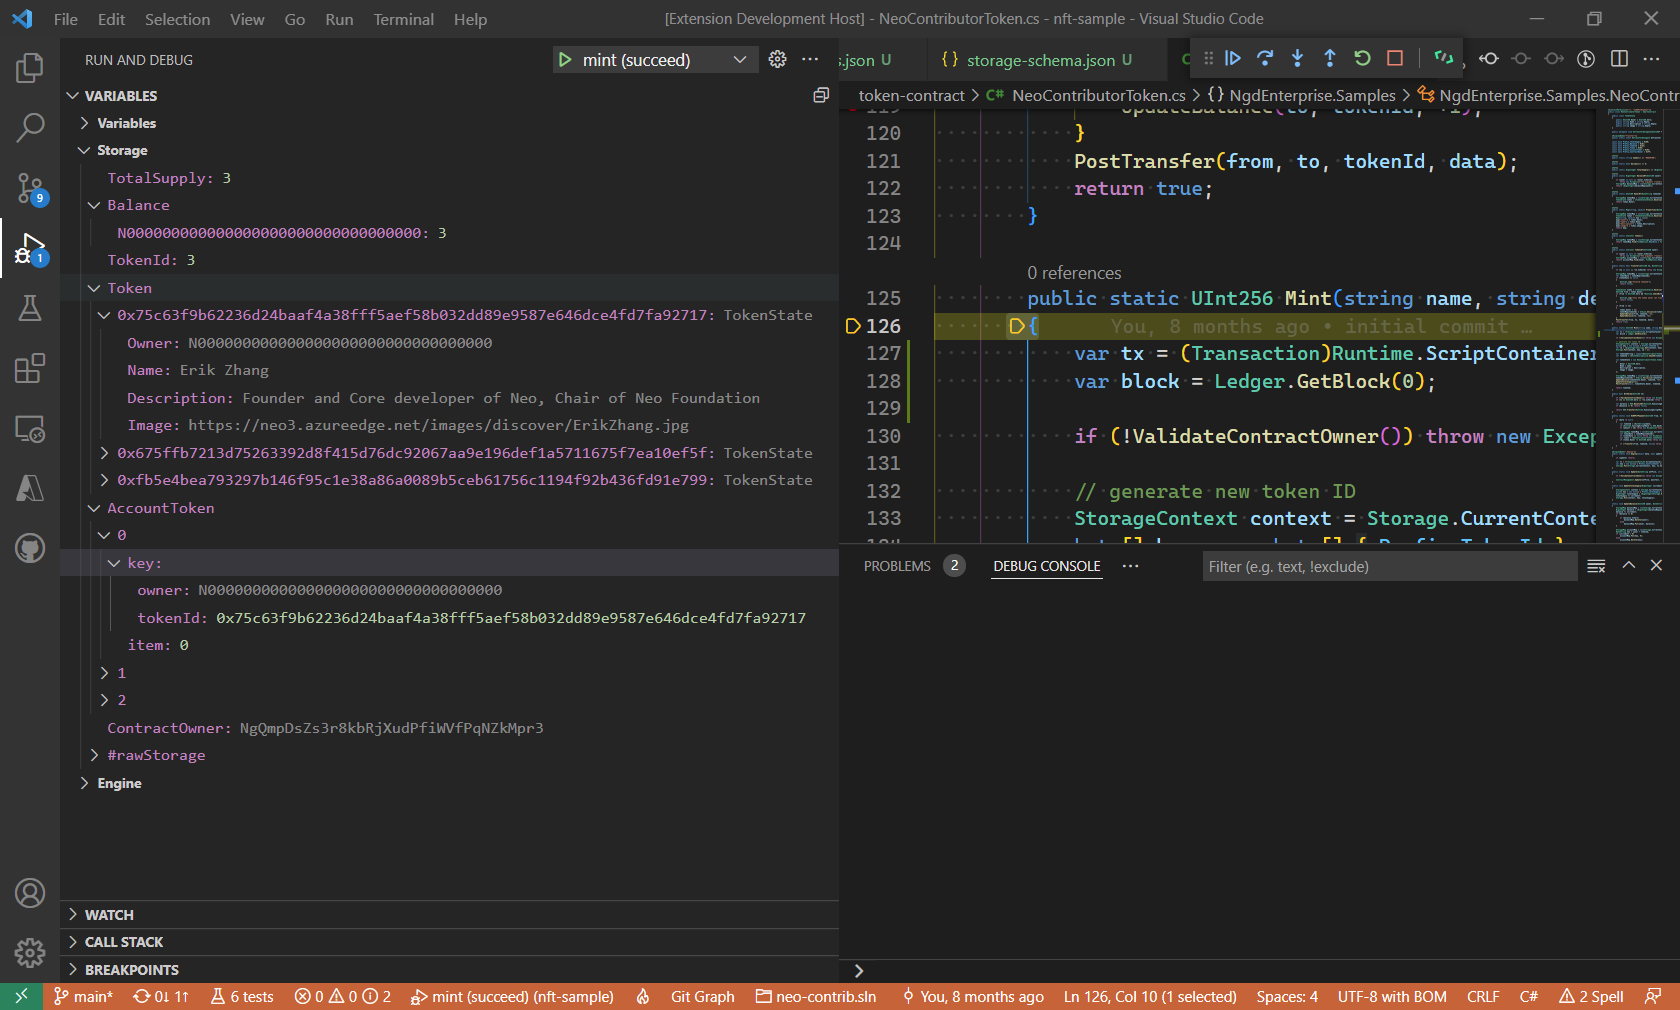 File Edit Selection View Go Run Terminal Help
[Extension Development Host] - NeoContributorToken.cs - nft-sample - Visual Studio Code
RUN AND DEBUG
mint (succeed)
VARIABLES
Variables
Storage
TotalSupply: 3
Balance
N000000000000000000000000000000000: 3
TokenId: 3
Token
0x75c63f9b62236d24baaf4a38fff5aef58b032dd89e9587e646dce4fd7fa92717: TokenState
Owner: N000000000000000000000000000000000
Name: Erik Zhang
Description: Founder and Core developer of Neo, Chair of Neo Foundation
Image: https://neo3.azureedge.net/images/discover/ErikZhang.jpg
0x675ffb7213d75263392d8f415d76dc92067aa9e196def1a5711675f7ea10ef5f: TokenState
0xfb5e4bea793297b146f95c1e38a86a0089b5ceb61756c1194f92b436fd91e799: TokenState
AccountToken
0
key:
owner: N000000000000000000000000000000000
tokenId: 0x75c63f9b62236d24baaf4a38fff5aef58b032dd89e9587e646dce4fd7fa92717
item: 0
1
2
ContractOwner: NgQmpDsZs3r8kbRjXudPfiWVfPqNZkMpr3
#rawStorage
Engine
WATCH
CALL STACK
BREAKPOINTS
9
1
s.json U
{} storage-schema.json U
token-contract > C# NeoContributorToken.cs > {} NgdEnterprise.Samples > NgdEnterprise.Samples.NeoContr
119 UpdateBalance(to, tokenId, +1);
120 }
121 PostTransfer(from, to, tokenId, data);
122 return true;
123 }
124
0 references
125 public static UInt256 Mint(string name, string de
126 { You, 8 months ago • initial commit …
127 var tx = (Transaction)Runtime.ScriptContainer
128 var block = Ledger.GetBlock(0);
129
130 if (!ValidateContractOwner()) throw new Excep
131
132 // generate new token ID
133 StorageContext context = Storage.CurrentConte
PROBLEMS 2 DEBUG CONSOLE
Filter (e.g. text, !exclude)
main* 0↓ 1↑ 6 tests 0 0 2 mint (succeed) (nft-sample) Git Graph neo-contrib.sln You, 8 months ago Ln 126, Col 10 (1 selected) Spaces: 4 UTF-8 with BOM CRLF C# 2 Spell